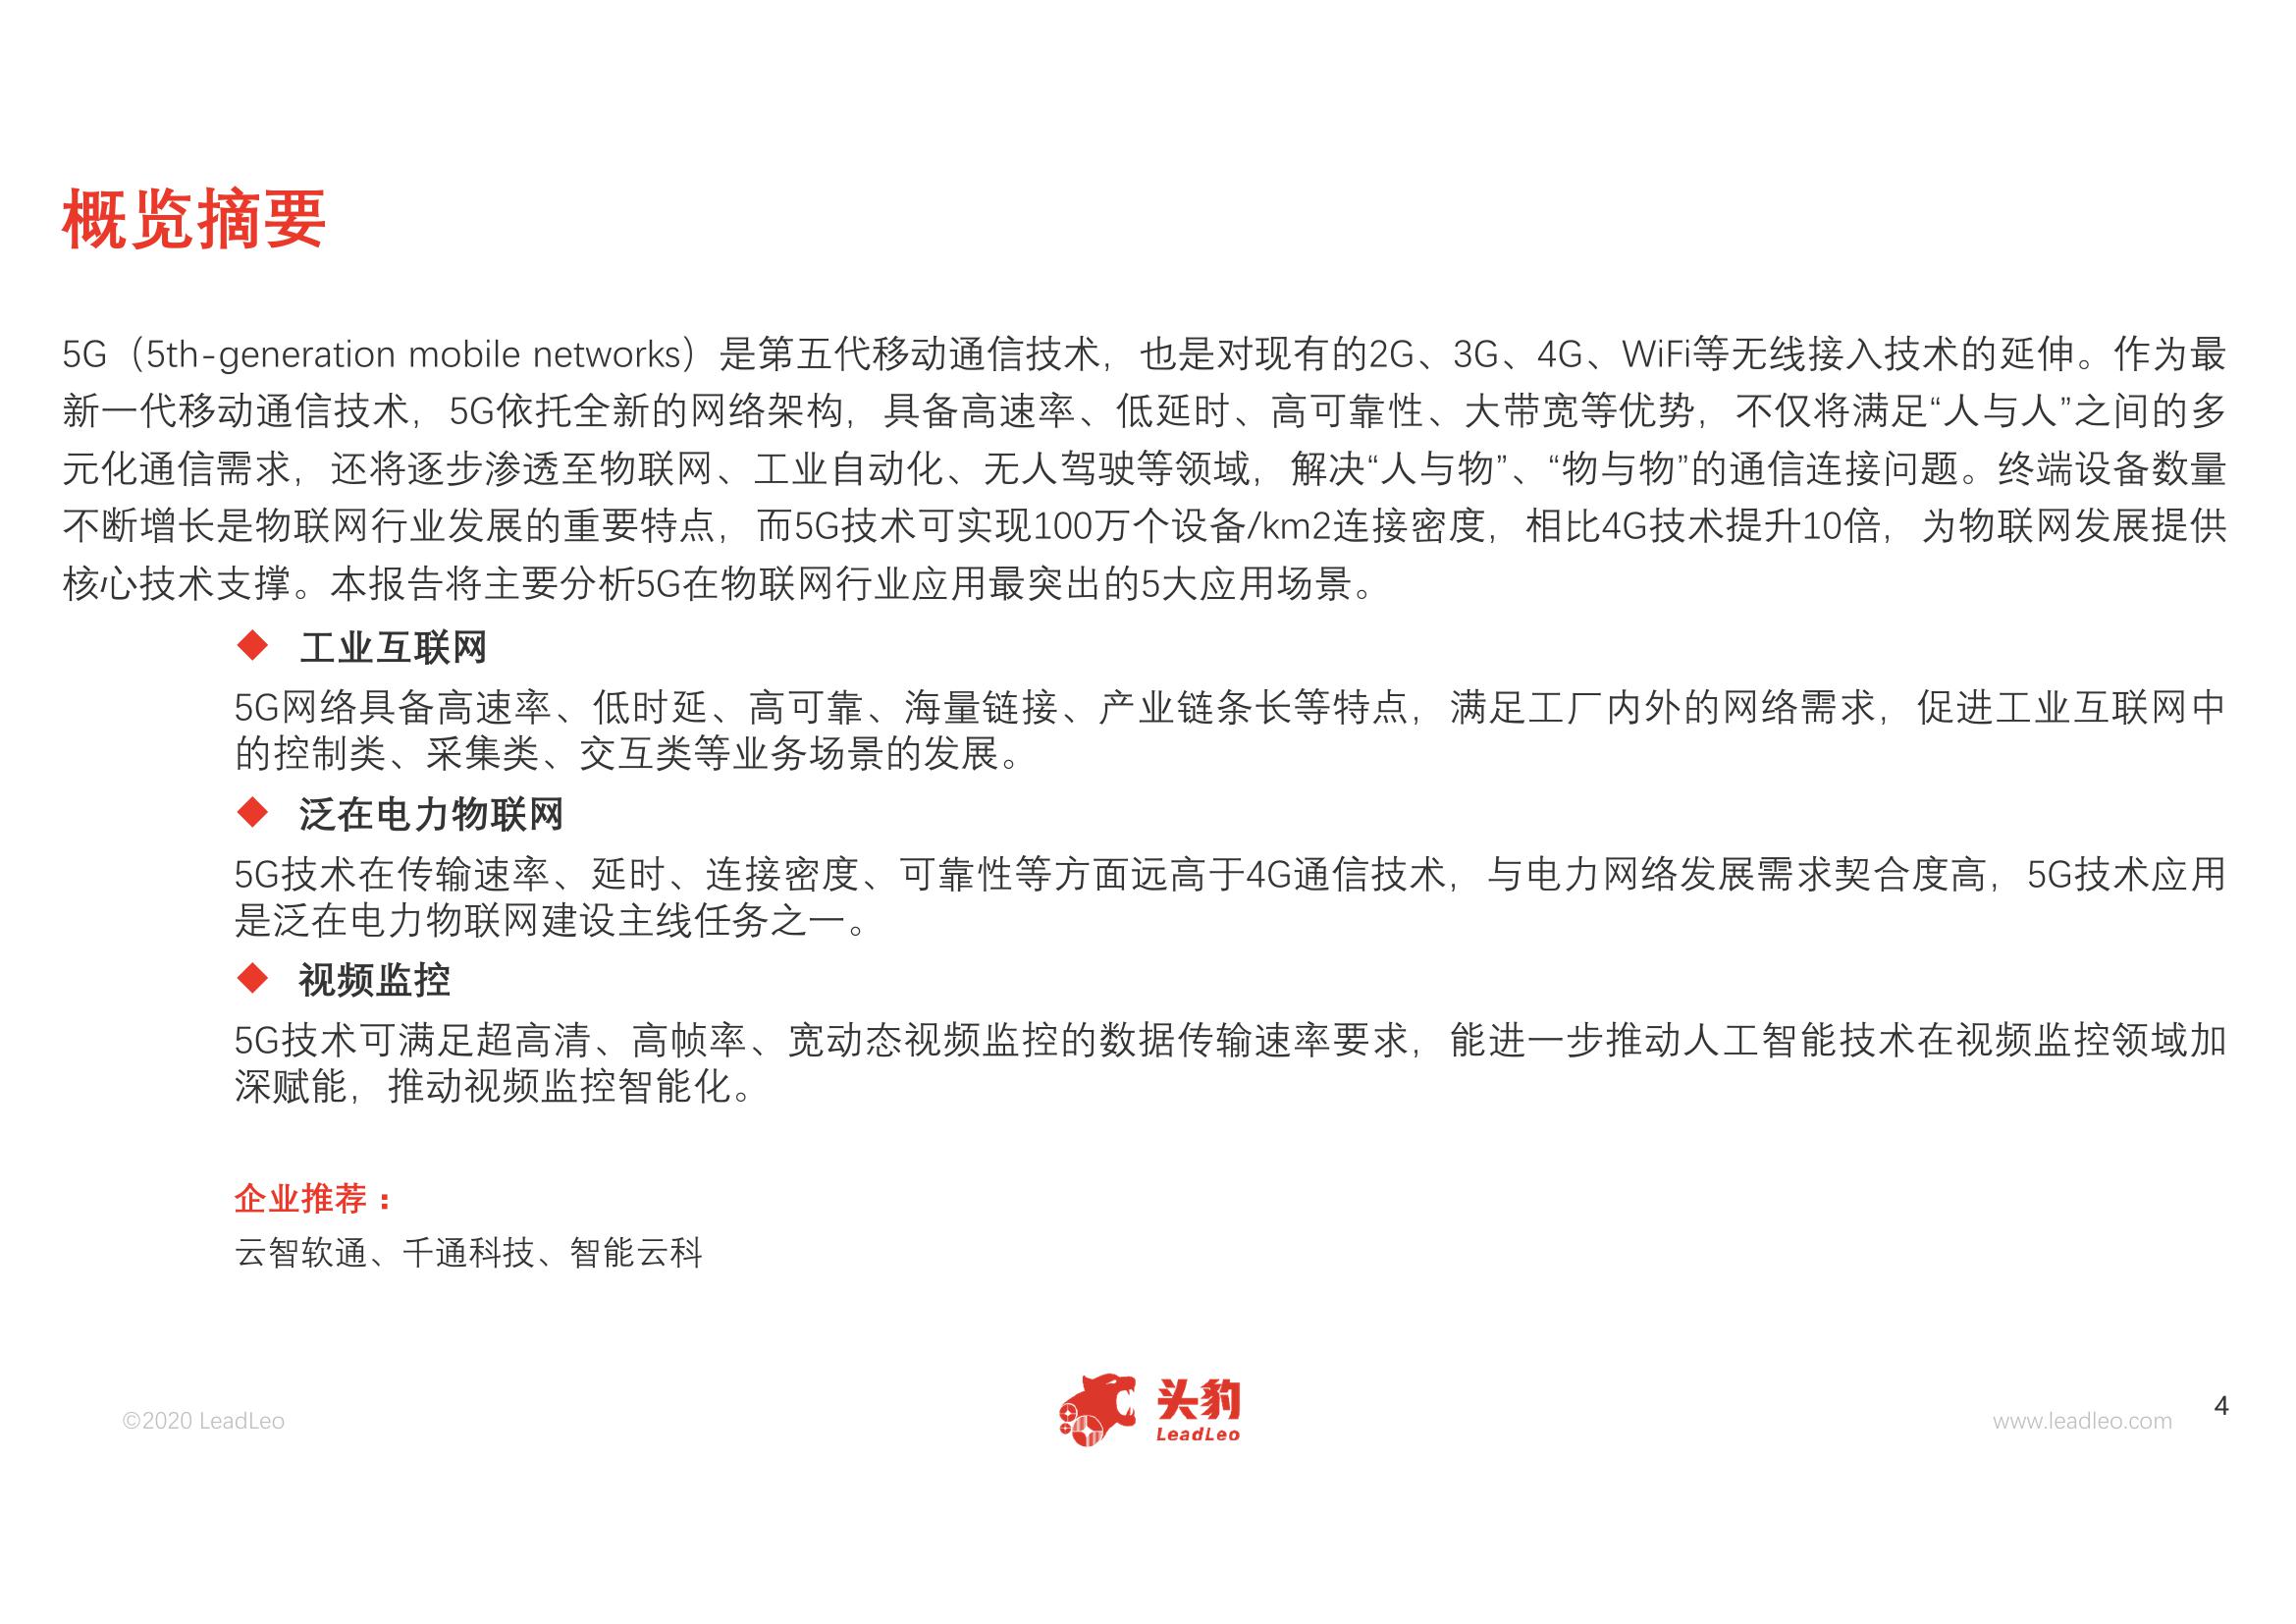 概览摘要
5G（5th-generation mobile networks）是第五代移动通信技术，也是对现有的2G、3G、4G、WiFi等无线接入技术的延伸。作为最
新一代移动通信技术，5G依托全新的网络架构，具备高速率、低延时、高可靠性、大带宽等优势，不仅将满足“人与人”之间的多
元化通信需求，还将逐步渗透至物联网、工业自动化、无人驾驶等领域，解决“人与物”、“物与物”的通信连接问题。终端设备数量
不断增长是物联网行业发展的重要特点，而5G技术可实现100万个设备/km2连接密度，相比4G技术提升10倍，为物联网发展提供
核心技术支撑。本报告将主要分析5G在物联网行业应用最突出的5大应用场景。
◆ 工业互联网
5G网络具备高速率、低时延、高可靠、海量链接、产业链条长等特点，满足工厂内外的网络需求，促进工业互联网中
的控制类、采集类、交互类等业务场景的发展。
◆ 泛在电力物联网
5G技术在传输速率、延时、连接密度、可靠性等方面远高于4G通信技术，与电力网络发展需求契合度高，5G技术应用
是泛在电力物联网建设主线任务之一。
◆ 视频监控
5G技术可满足超高清、高帧率、宽动态视频监控的数据传输速率要求，能进一步推动人工智能技术在视频监控领域加
深赋能，推动视频监控智能化。
企业推荐：
云智软通、千通科技、智能云科
©2020 LeadLeo
头豹
LeadLeo
www.leadleo.com
4